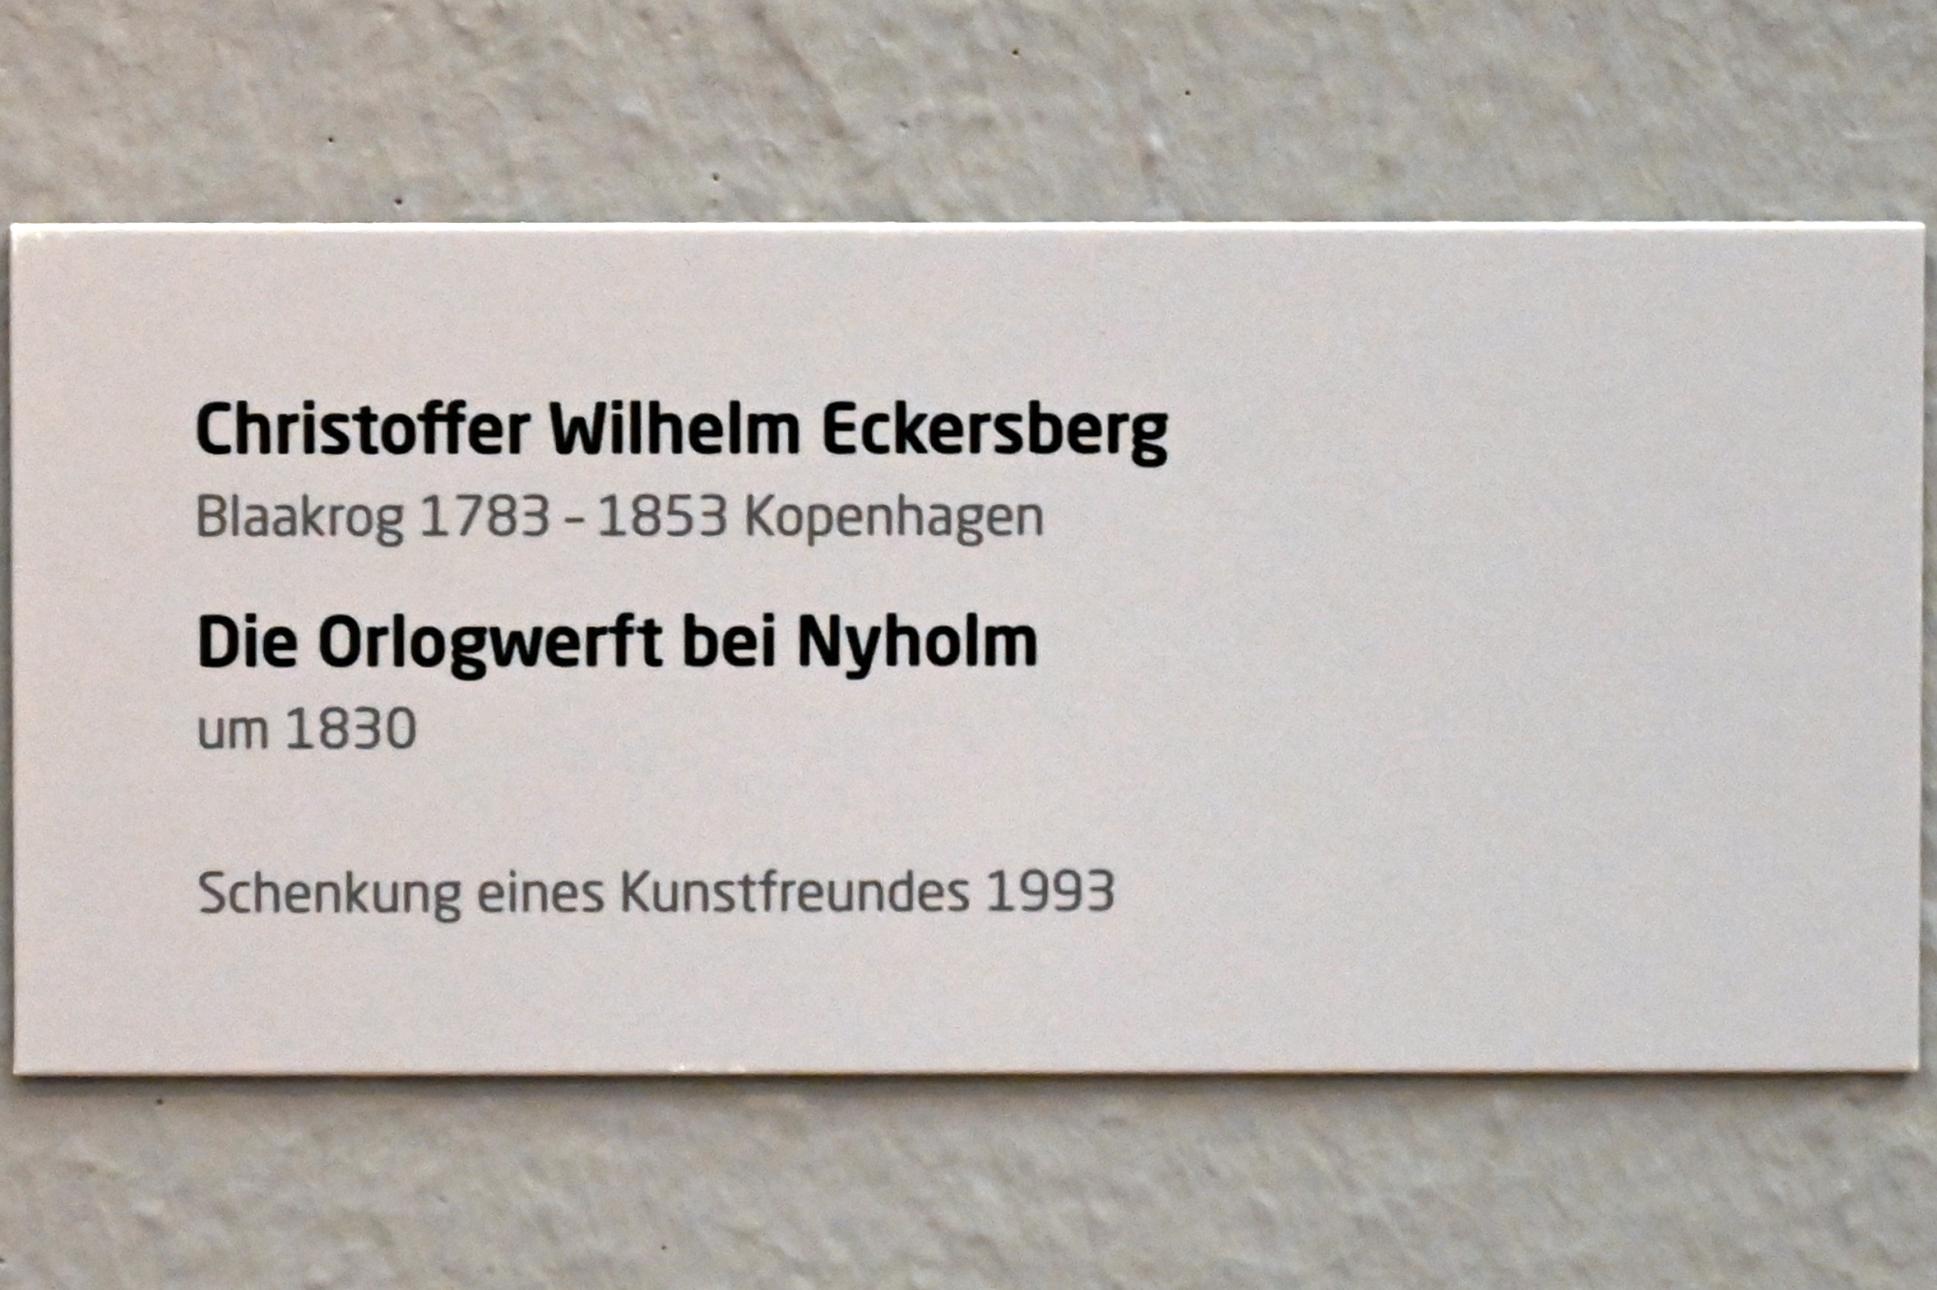 Christoffer Wilhelm Eckersberg
Blaakrog 1783 – 1853 Kopenhagen
Die Orlogwerft bei Nyholm
um 1830
Schenkung eines Kunstfreundes 1993